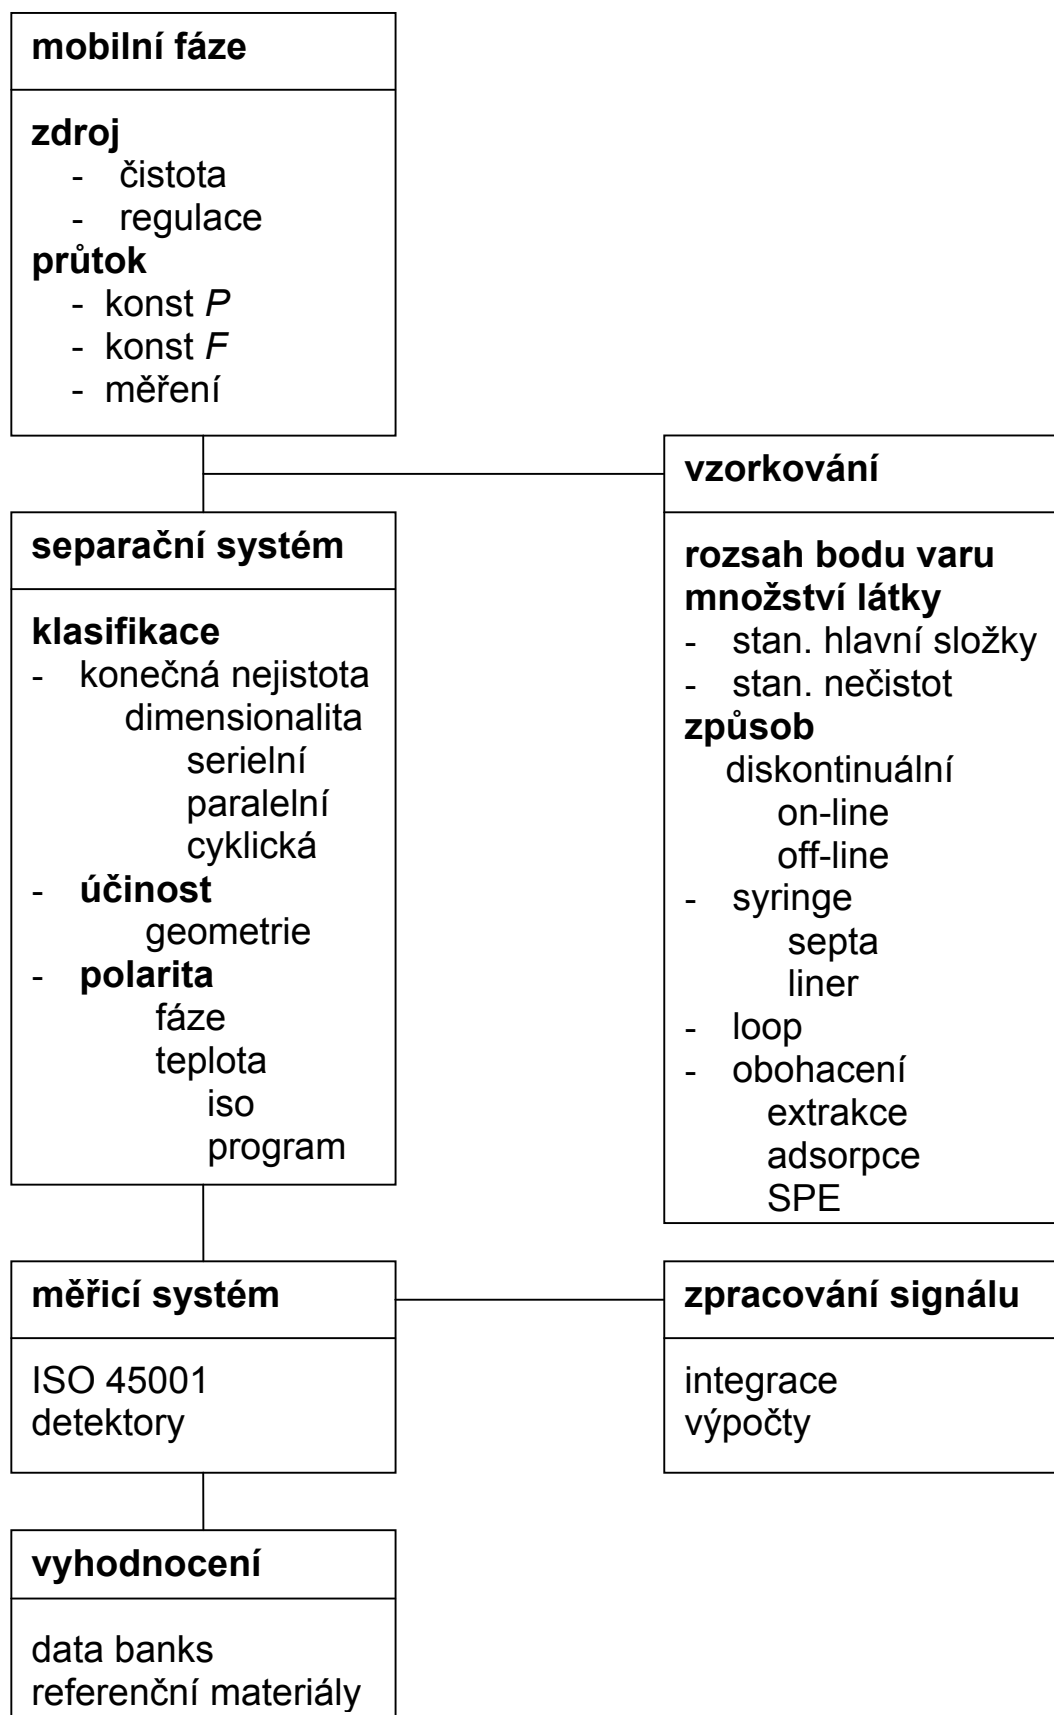 mobilní fáze
zdroj
- čistota
- regulace
průtok
- konst P
- konst F
- měření
vzorkování
rozsah bodu varu
množství látky
- stan. hlavní složky
- stan. nečistot
způsob
diskontinuální
on-line
off-line
- syringe
septa
liner
- loop
- obohacení
extrakce
adsorpce
SPE
separační systém
klasifikace
- konečná nejistota
dimensionalita
serielní
paralelní
cyklická
- účinost
geometrie
- polarita
fáze
teplota
iso
program
měřicí systém
ISO 45001
detektory
zpracování signálu
integrace
výpočty
vyhodnocení
data banks
referenční materiály